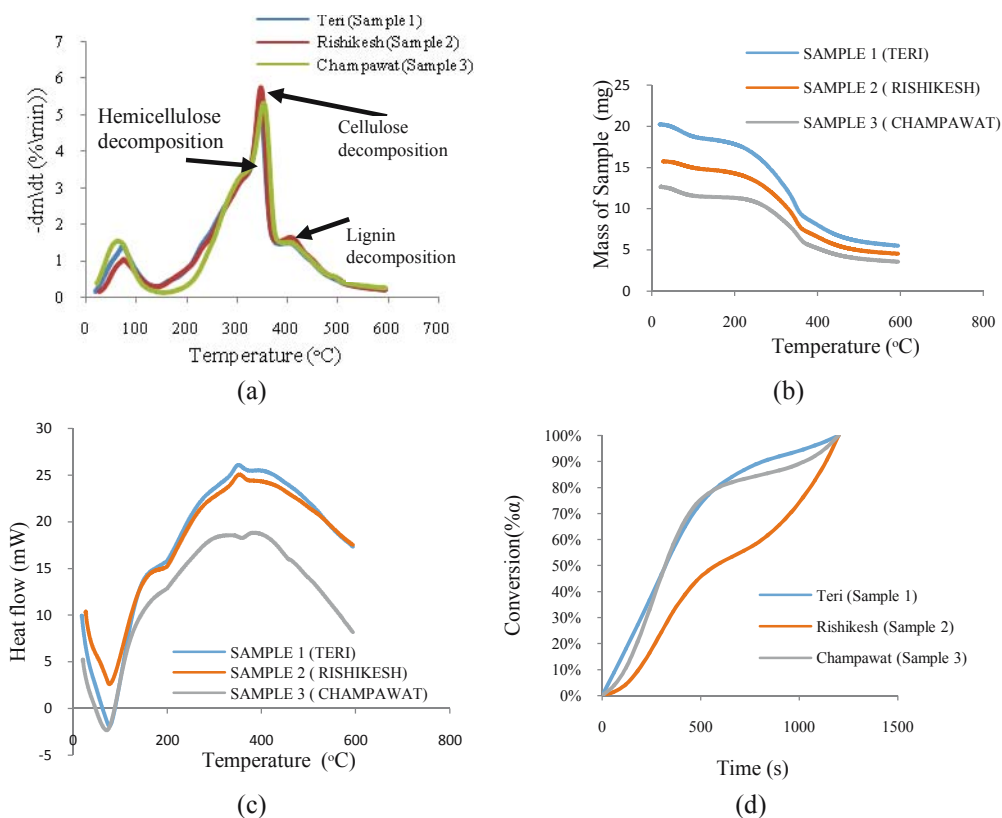 Teri (Sample 1)
Rishikesh (Sample 2)
Champawat (Sample 3)
7
6
5
4
3
2
1
0
-dm\dt (%\min))
Hemicellulose
decomposition
Cellulose
decomposition
Lignin
decomposition
0 100 200 300 400 500 600 700
Temperature (°C)
(a)
SAMPLE 1 (TERI)
SAMPLE 2 ( RISHIKESH)
SAMPLE 3 ( CHAMPAWAT)
25
20
15
10
5
0
Mass of Sample (mg)
0 200 400 600 800
Temperature (°C)
(b)
30
25
20
15
10
5
0
-5
Heat flow (mW)
SAMPLE 1 (TERI)
SAMPLE 2 ( RISHIKESH)
SAMPLE 3 ( CHAMPAWAT)
0 200 400 600 800
Temperature (°C)
(c)
100%
90%
80%
70%
60%
50%
40%
30%
20%
10%
0%
Conversion(%α)
Teri (Sample 1)
Rishikesh (Sample 2)
Champawat (Sample 3)
0 500 1000 1500
Time (s)
(d)